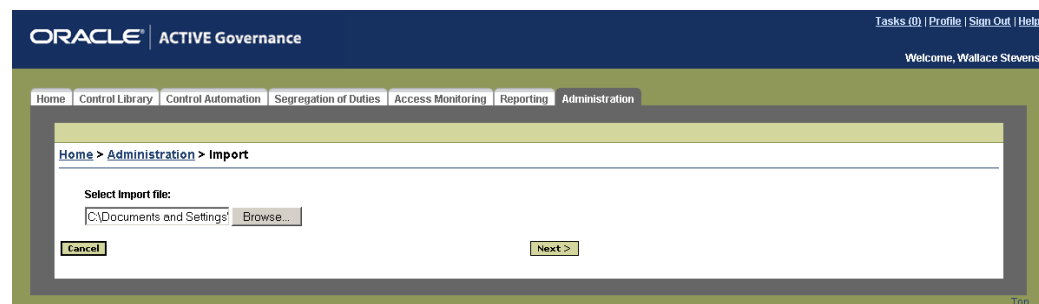 Tasks (0) | Profile | Sign Out | Help
ORACLE® | ACTIVE Governance
Welcome, Wallace Stevens
Home Control Library Control Automation Segregation of Duties Access Monitoring Reporting Administration
Home > Administration > Import
Select Import file:
C:\Documents and Settings\ Browse...
Cancel Next >
Top